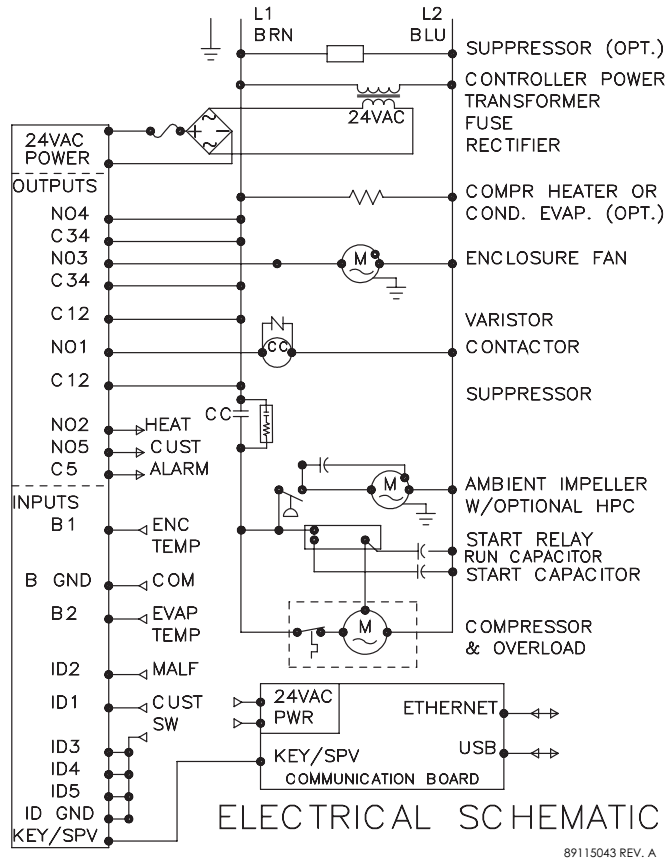 L1
BRN
L2
BLU
SUPPRESSOR (OPT.)
CONTROLLER POWER
TRANSFORMER
FUSE
RECTIFIER
24VAC
24VAC
POWER
OUTPUTS
NO4
C34
NO3
C34
C12
NO1
C12
NO2
NO5
C5
HEAT
CUST
ALARM
COMPR HEATER OR
COND. EVAP. (OPT.)
M
ENCLOSURE FAN
VARISTOR
CC
CONTACTOR
SUPPRESSOR
CC
M
AMBIENT IMPELLER
W/OPTIONAL HPC
START RELAY
RUN CAPACITOR
START CAPACITOR
M
COMPRESSOR
& OVERLOAD
INPUTS
B1
ENC
TEMP
B GND
COM
B2
EVAP
TEMP
ID2
MALF
ID1
CUST
SW
ID3
ID4
ID5
ID GND
KEY/SPV
24VAC
PWR
ETHERNET
USB
KEY/SPV
COMMUNICATION BOARD
ELECTRICAL SCHEMATIC
89115043 REV. A